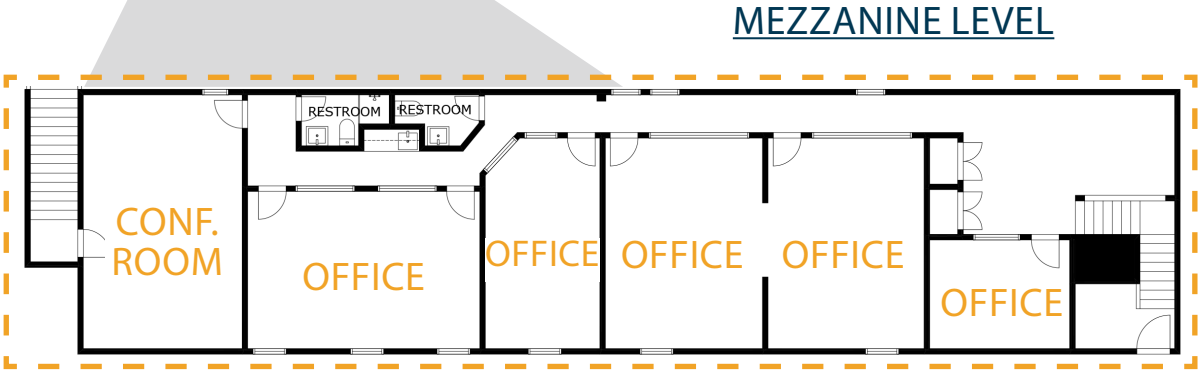 MEZZANINE LEVEL
RESTROOM
RESTROOM
CONF.
ROOM
OFFICE
OFFICE
OFFICE
OFFICE
OFFICE